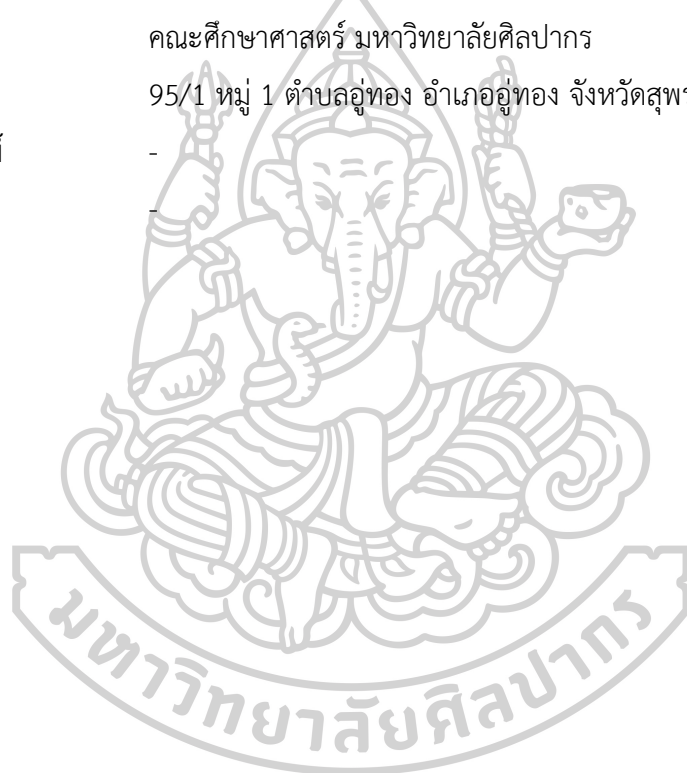 คณะศึกษาศาสตร์ มหาวิทยาลัยศิลปากร
95/1 หมู่ 1 ตำบลอู่ทอง อำเภออู่ทอง จังหวัดสุพร
-
-
มหาวิทยาลัยศิลปากร